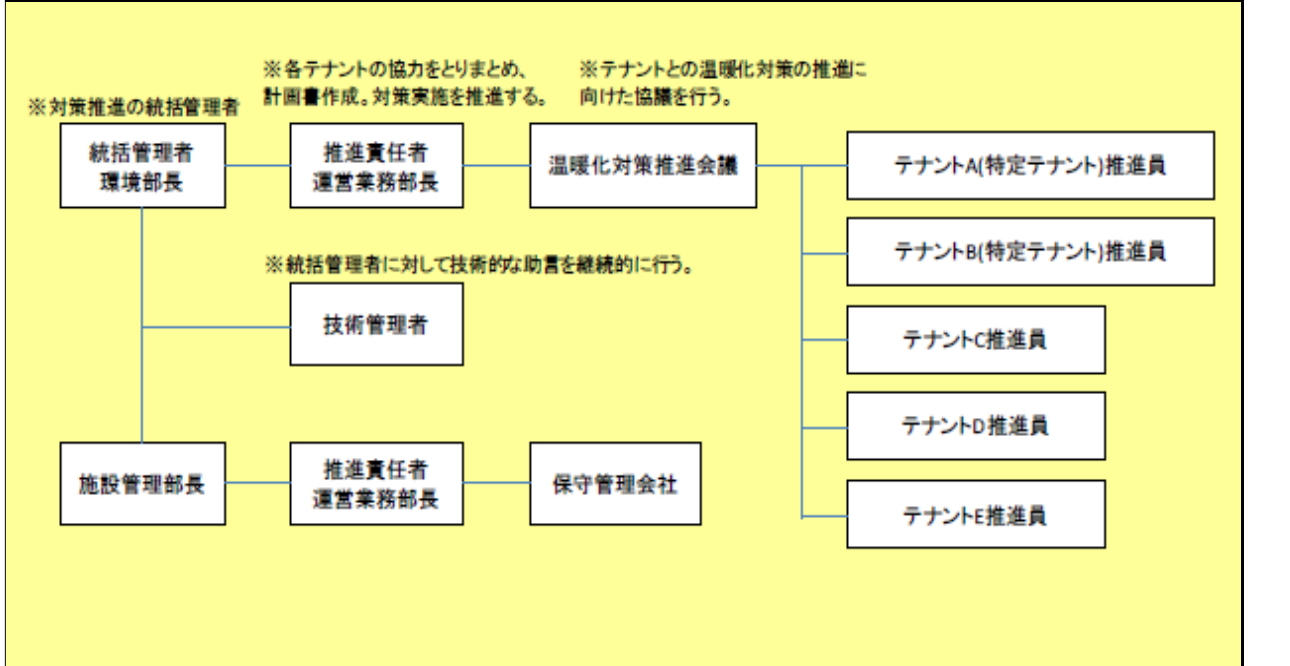 ※各テナントの協力をとりまとめ、
計画書作成。対策実施を推進する。
※テナントとの温暖化対策の推進に
向けた協議を行う。
※対策推進の統括管理者
統括管理者
環境部長
推進責任者
運営業務部長
温暖化対策推進会議
テナントA(特定テナント)推進員
テナントB(特定テナント)推進員
※統括管理者に対して技術的な助言を継続的に行う。
技術管理者
テナントC推進員
テナントD推進員
施設管理部長
推進責任者
運営業務部長
保守管理会社
テナントE推進員